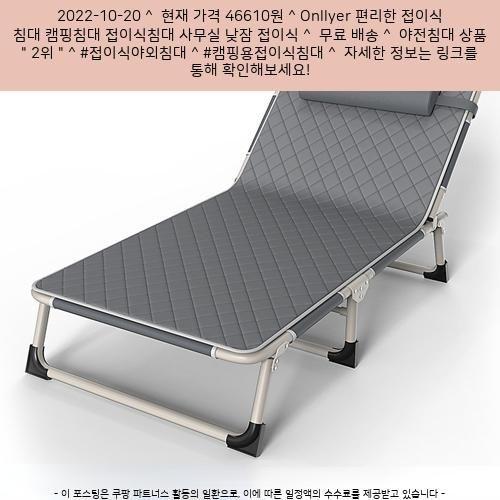 2022-10-20 ^  현재 가격 46610원 ^ Onllyer 편리한 접이식
침대 캠핑침대 접이식침대 사무실 낮잠 접이식 ^  무료 배송 ^  야전침대 상품
" 2위 " ^ #접이식야외침대 ^ #캠핑용접이식침대 ^  자세한 정보는 링크를
통해 확인해보세요!
- 이 포스팅은 쿠팡 파트너스 활동의 일환으로, 이에 따른 일정액의 수수료를 제공받고 있습니다 -